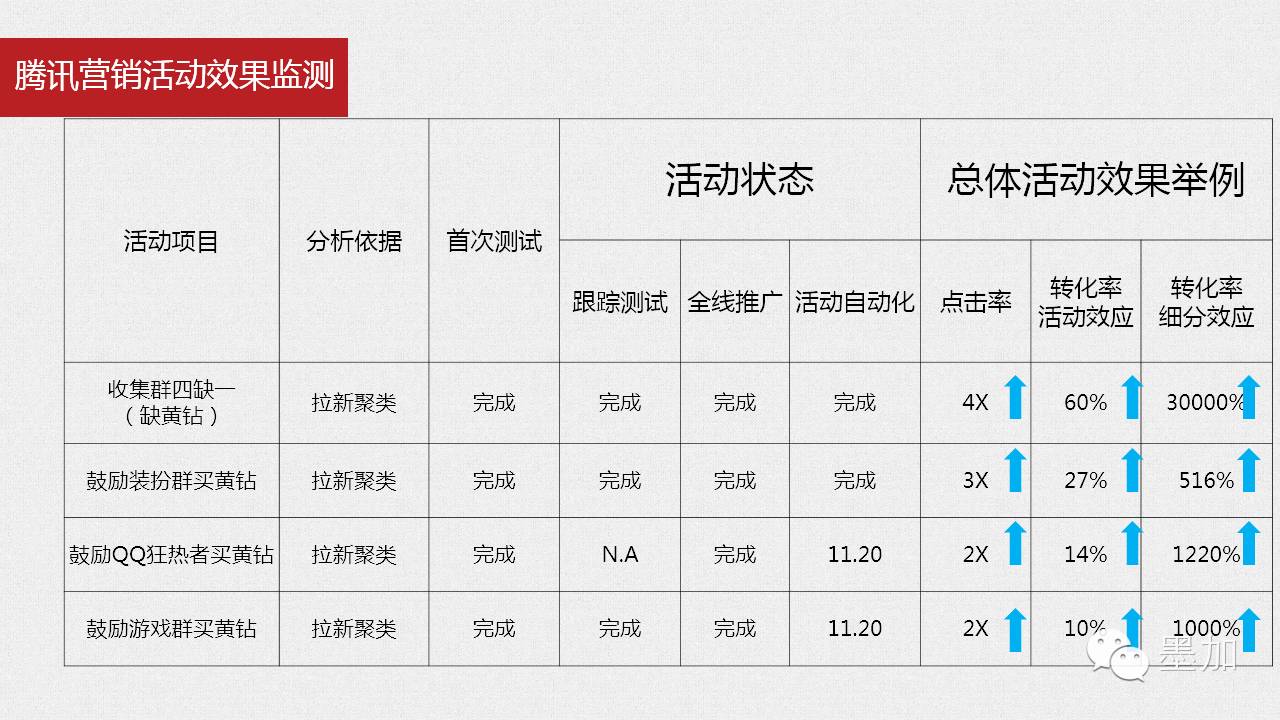 腾讯营销活动效果监测
活动项目
分析依据
首次测试
活动状态
总体活动效果举例
跟踪测试
全线推广
活动自动化
点击率
转化率
活动效应
转化率
细分效应
收集群四缺一
（缺黄钻）
拉新聚类
完成
完成
完成
完成
4X
60%
30000%
鼓励装扮群买黄钻
拉新聚类
完成
完成
完成
完成
3X
27%
516%
鼓励QQ狂热者买黄钻
拉新聚类
完成
N.A
完成
11.20
2X
14%
1220%
鼓励游戏群买黄钻
拉新聚类
完成
完成
完成
11.20
2X
10%
1000%
墨加